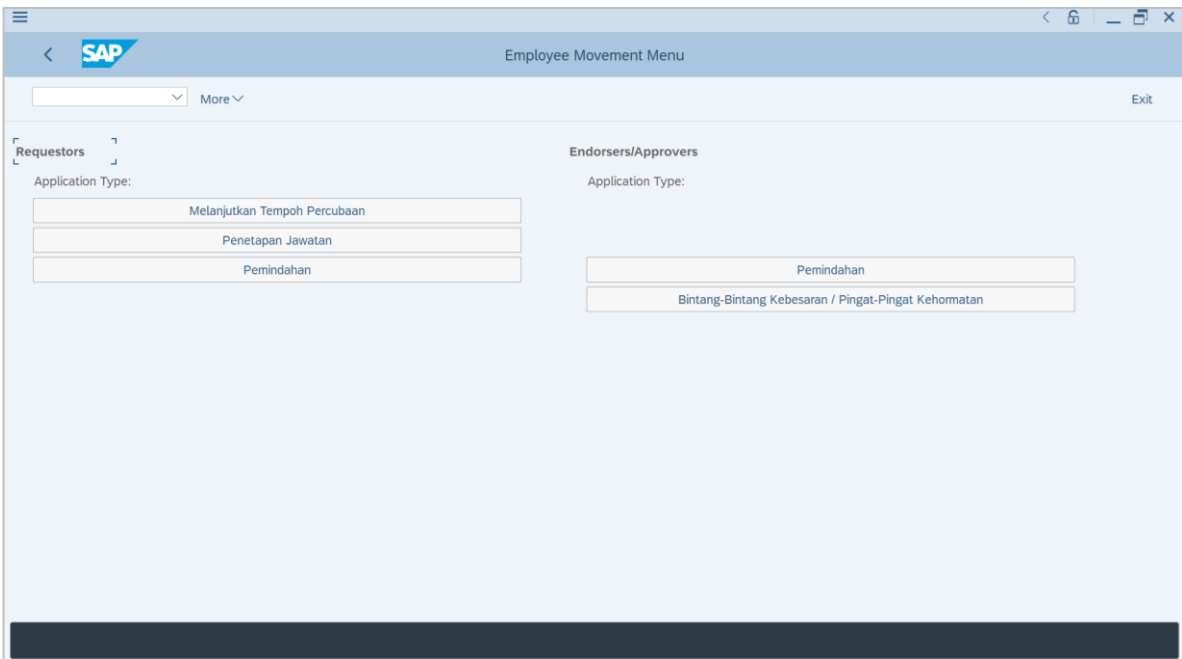 SAP
Employee Movement Menu
More
Exit
Requestors
Application Type:
Melanjutkan Tempoh Percubaan
Penetapan Jawatan
Pemindahan
Endorsers/Approvers
Application Type:
Pemindahan
Bintang-Bintang Kebesaran / Pingat-Pingat Kehormatan